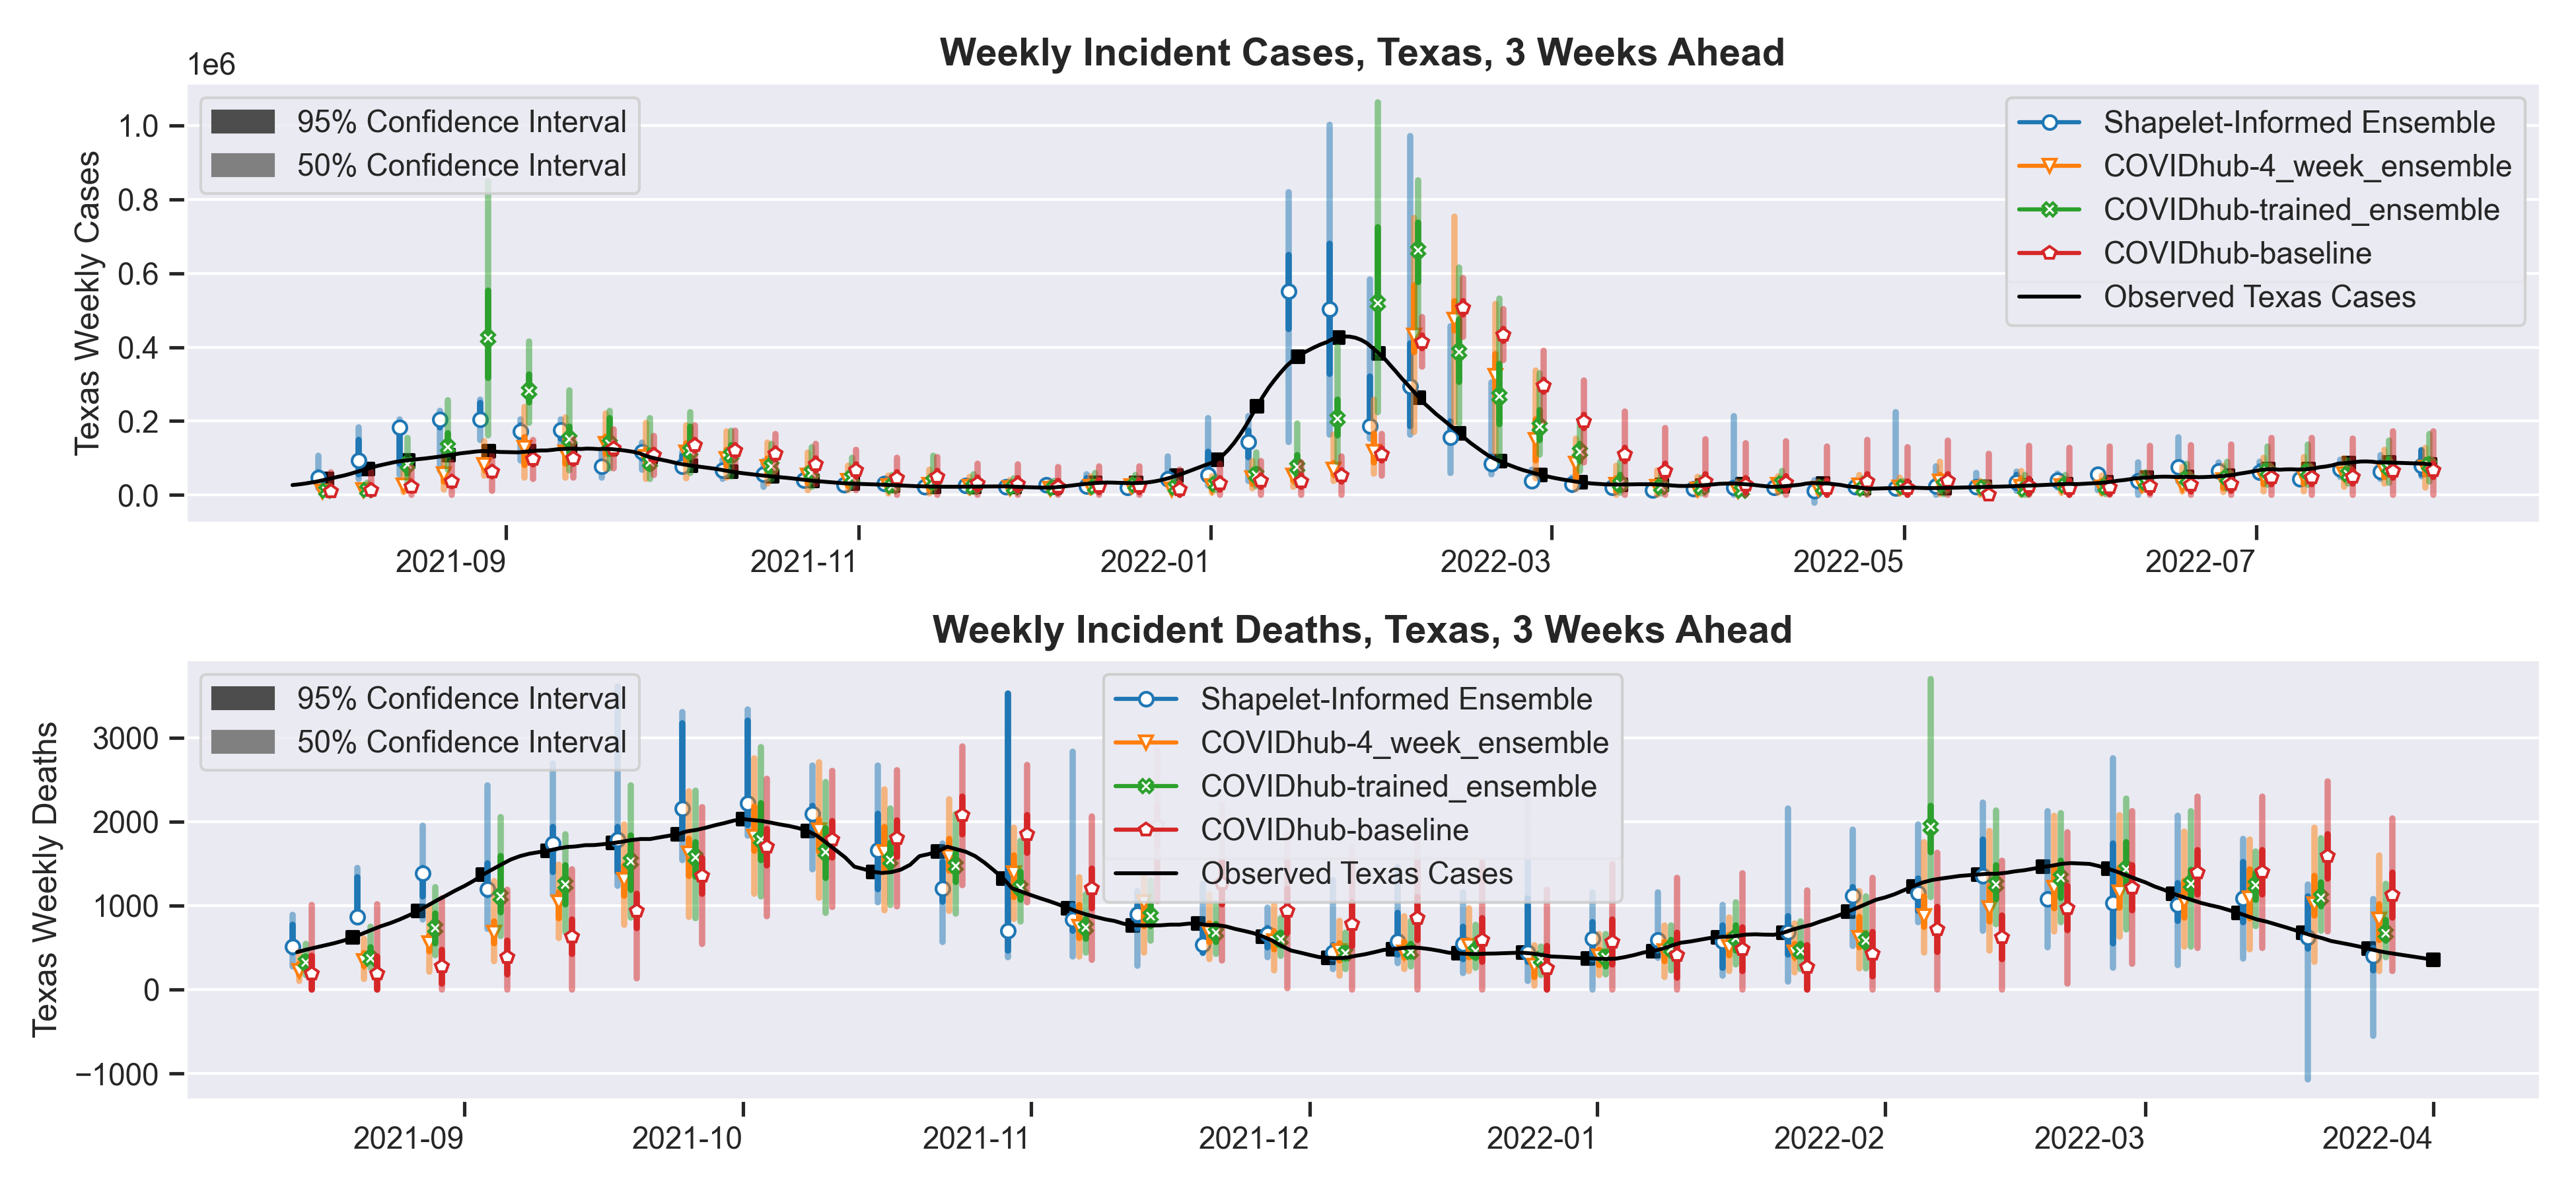 Weekly Incident Cases, Texas, 3 Weeks Ahead
1e6
95% Confidence Interval
50% Confidence Interval
Shapelet-Informed Ensemble
COVIDhub-4_week_ensemble
COVIDhub-trained_ensemble
COVIDhub-baseline
Observed Texas Cases
Texas Weekly Cases
1.0
0.8
0.6
0.4
0.2
0.0
2021-09
2021-11
2022-01
2022-03
2022-05
2022-07
Weekly Incident Deaths, Texas, 3 Weeks Ahead
95% Confidence Interval
50% Confidence Interval
Shapelet-Informed Ensemble
COVIDhub-4_week_ensemble
COVIDhub-trained_ensemble
COVIDhub-baseline
Observed Texas Cases
Texas Weekly Deaths
3000
2000
1000
0
−1000
2021-09
2021-10
2021-11
2021-12
2022-01
2022-02
2022-03
2022-04